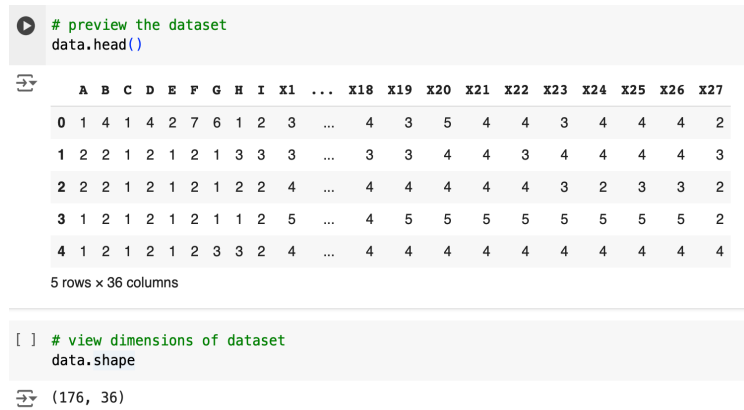 # preview the dataset
data.head()
A B C D E F G H I X1 ... X18 X19 X20 X21 X22 X23 X24 X25 X26 X27
0 1 4 1 4 2 7 6 1 2 3 ... 4 3 5 4 4 3 4 4 4 2
1 2 2 1 2 1 2 1 3 3 3 ... 3 3 4 4 3 4 4 4 4 3
2 2 2 1 2 1 2 1 2 2 4 ... 4 4 4 4 4 3 2 3 3 2
3 1 2 1 2 1 2 1 1 2 5 ... 4 5 5 5 5 5 5 5 5 2
4 1 2 1 2 1 2 3 3 2 4 ... 4 4 4 4 4 4 4 4 4 4
5 rows × 36 columns
[ ] # view dimensions of dataset
data.shape
(176, 36)